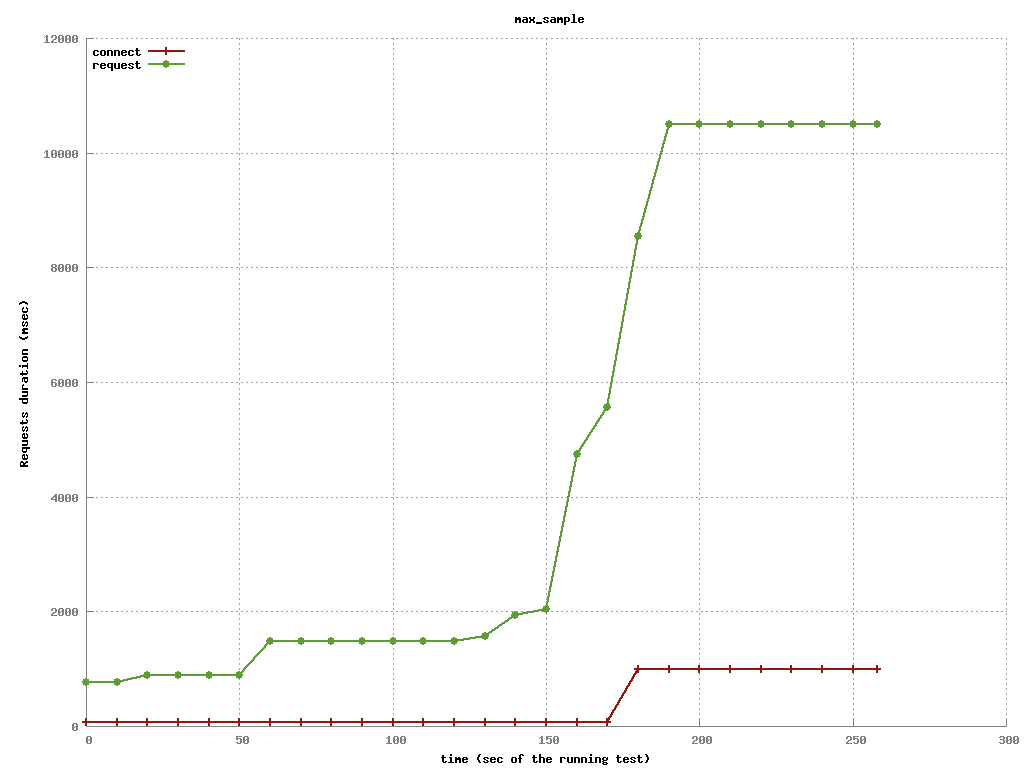 max_sample
12000
connect
request
10000
8000
Requests duration (msec)
6000
4000
2000
0
0 50 100 150 200 250 300
time (sec of the running test)